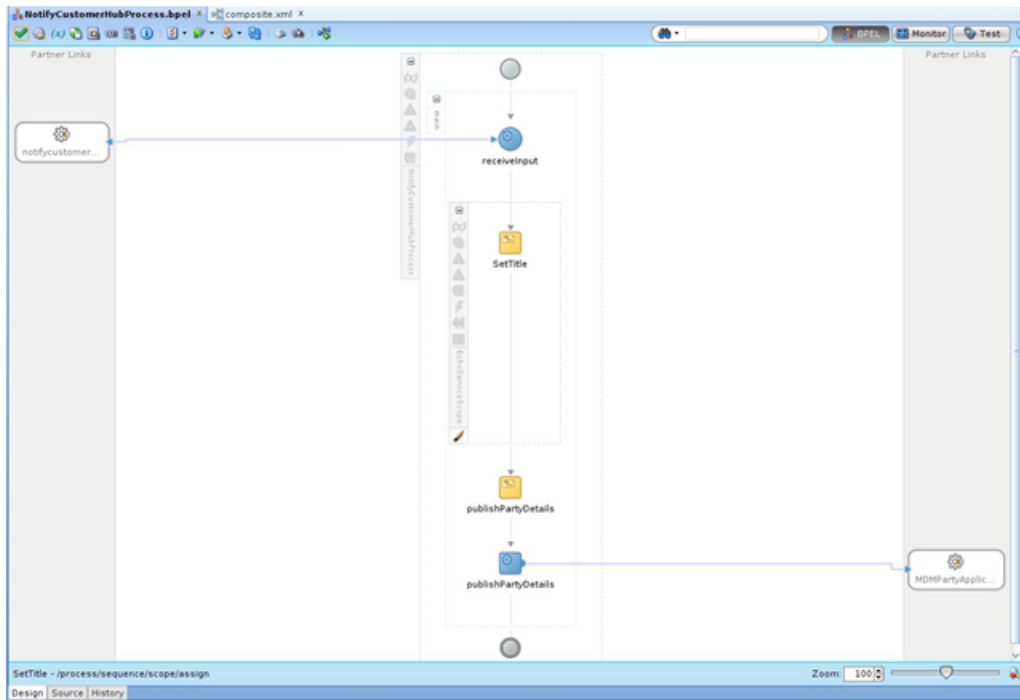 NotifyCustomerHubProcess.bpel
composite.xml
BPEL
Monitor
Test
Partner Links
Partner Links
main
notifycustomer...
receiveInput
NotifyCustomerHubProcess
SetTitle
publishPartyDetails
publishPartyDetails
MDMPartyApplic...
SetTitle - /process/sequence/scope/assign
Zoom: 100
Design Source History